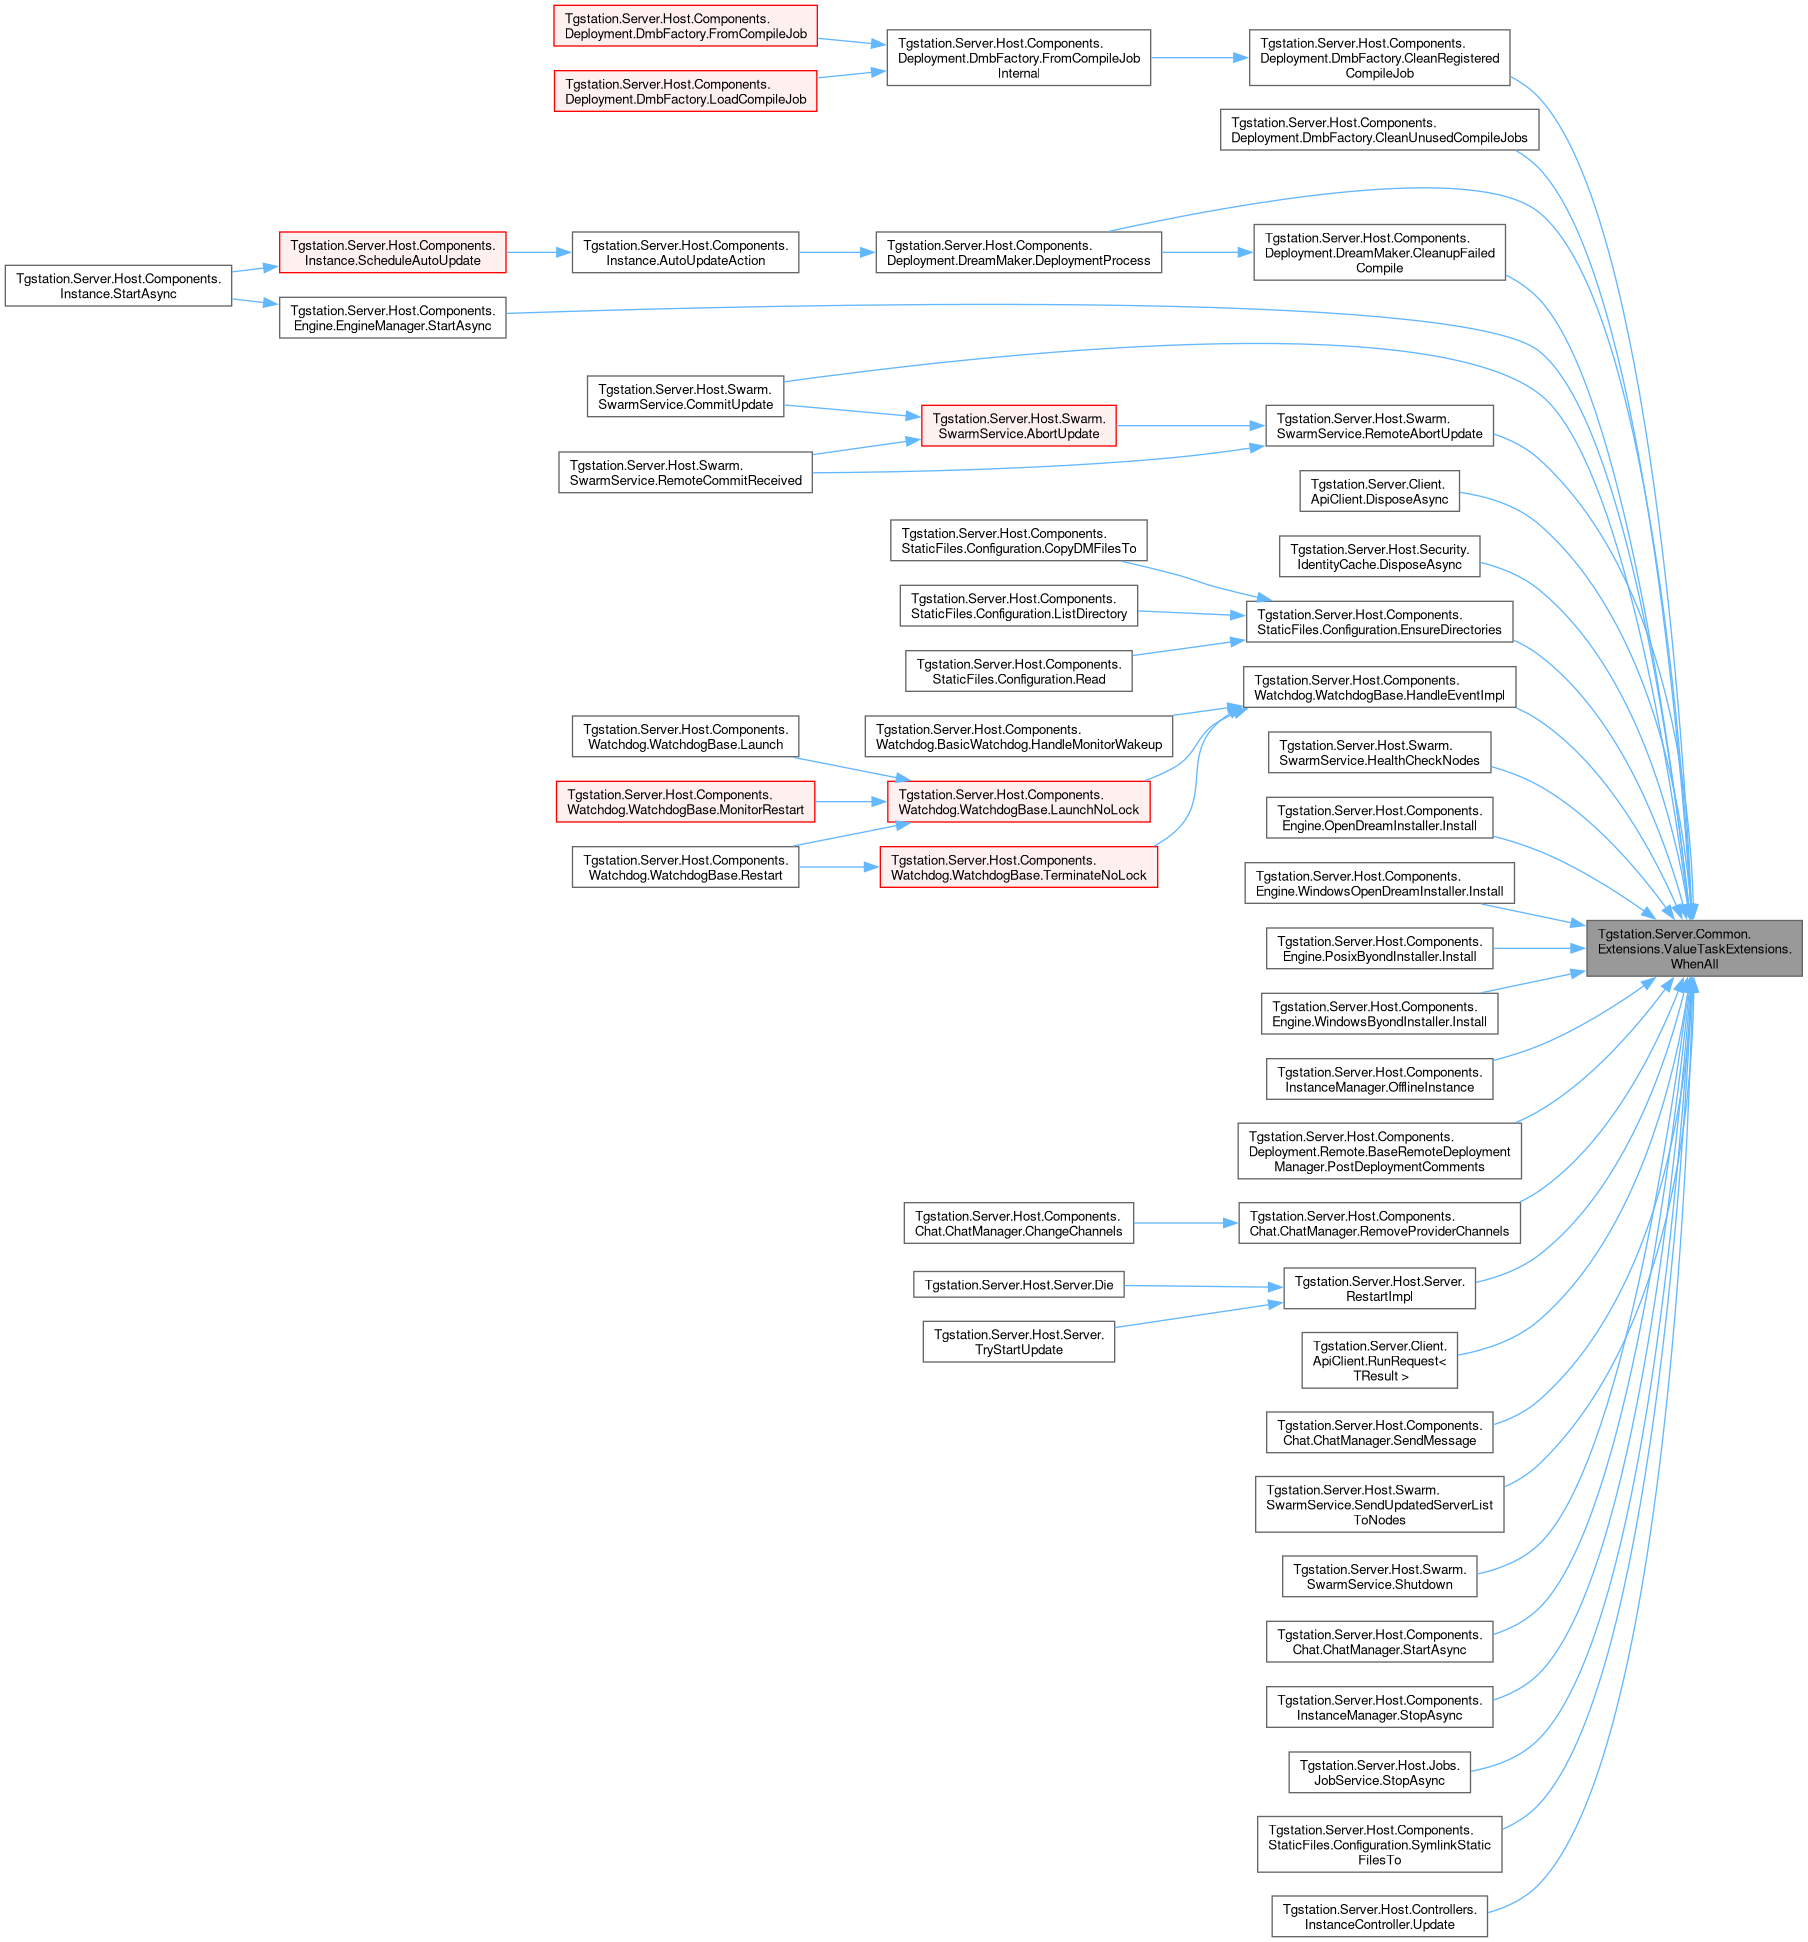 Tgstation.Server.Host.Components.
Deployment.DmbFactory.FromCompileJob
Tgstation.Server.Host.Components.
Deployment.DmbFactory.LoadCompileJob
Tgstation.Server.Host.Components.
Deployment.DmbFactory.FromCompileJob
Internal
Tgstation.Server.Host.Components.
Deployment.DmbFactory.CleanRegistered
CompileJob
Tgstation.Server.Host.Components.
Deployment.DmbFactory.CleanUnusedCompileJobs
Tgstation.Server.Host.Components.
Instance.StartAsync
Tgstation.Server.Host.Components.
Instance.ScheduleAutoUpdate
Tgstation.Server.Host.Components.
Instance.AutoUpdateAction
Tgstation.Server.Host.Components.
Deployment.DreamMaker.DeploymentProcess
Tgstation.Server.Host.Components.
Deployment.DreamMaker.CleanupFailed
Compile
Tgstation.Server.Host.Components.
Engine.EngineManager.StartAsync
Tgstation.Server.Host.Swarm.
SwarmService.CommitUpdate
Tgstation.Server.Host.Swarm.
SwarmService.AbortUpdate
Tgstation.Server.Host.Swarm.
SwarmService.RemoteAbortUpdate
Tgstation.Server.Host.Swarm.
SwarmService.RemoteCommitReceived
Tgstation.Server.Client.
ApiClient.DisposeAsync
Tgstation.Server.Host.Components.
StaticFiles.Configuration.CopyDMFilesTo
Tgstation.Server.Host.Security.
IdentityCache.DisposeAsync
Tgstation.Server.Host.Components.
StaticFiles.Configuration.ListDirectory
Tgstation.Server.Host.Components.
StaticFiles.Configuration.EnsureDirectories
Tgstation.Server.Host.Components.
StaticFiles.Configuration.Read
Tgstation.Server.Host.Components.
Watchdog.WatchdogBase.HandleEventImpl
Tgstation.Server.Host.Components.
Watchdog.WatchdogBase.Launch
Tgstation.Server.Host.Components.
Watchdog.BasicWatchdog.HandleMonitorWakeup
Tgstation.Server.Host.Swarm.
SwarmService.HealthCheckNodes
Tgstation.Server.Host.Components.
Watchdog.WatchdogBase.MonitorRestart
Tgstation.Server.Host.Components.
Watchdog.WatchdogBase.LaunchNoLock
Tgstation.Server.Host.Components.
Engine.OpenDreamInstaller.Install
Tgstation.Server.Host.Components.
Watchdog.WatchdogBase.Restart
Tgstation.Server.Host.Components.
Watchdog.WatchdogBase.TerminateNoLock
Tgstation.Server.Host.Components.
Engine.WindowsOpenDreamInstaller.Install
Tgstation.Server.Common.
Extensions.ValueTaskExtensions.
WhenAll
Tgstation.Server.Host.Components.
Engine.PosixByondInstaller.Install
Tgstation.Server.Host.Components.
Engine.WindowsByondInstaller.Install
Tgstation.Server.Host.Components.
InstanceManager.OfflineInstance
Tgstation.Server.Host.Components.
Deployment.Remote.BaseRemoteDeployment
Manager.PostDeploymentComments
Tgstation.Server.Host.Components.
Chat.ChatManager.ChangeChannels
Tgstation.Server.Host.Components.
Chat.ChatManager.RemoveProviderChannels
Tgstation.Server.Host.Server.Die
Tgstation.Server.Host.Server.
RestartImpl
Tgstation.Server.Host.Server.
TryStartUpdate
Tgstation.Server.Client.
ApiClient.RunRequest<
TResult >
Tgstation.Server.Host.Components.
Chat.ChatManager.SendMessage
Tgstation.Server.Host.Swarm.
SwarmService.SendUpdatedServerList
ToNodes
Tgstation.Server.Host.Swarm.
SwarmService.Shutdown
Tgstation.Server.Host.Components.
Chat.ChatManager.StartAsync
Tgstation.Server.Host.Components.
InstanceManager.StopAsync
Tgstation.Server.Host.Jobs.
JobService.StopAsync
Tgstation.Server.Host.Components.
StaticFiles.Configuration.SymlinkStatic
FilesTo
Tgstation.Server.Host.Controllers.
InstanceController.Update